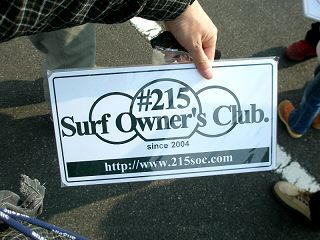 #215
Surf Owner's Club.
since 2004
http://www.215soc.com